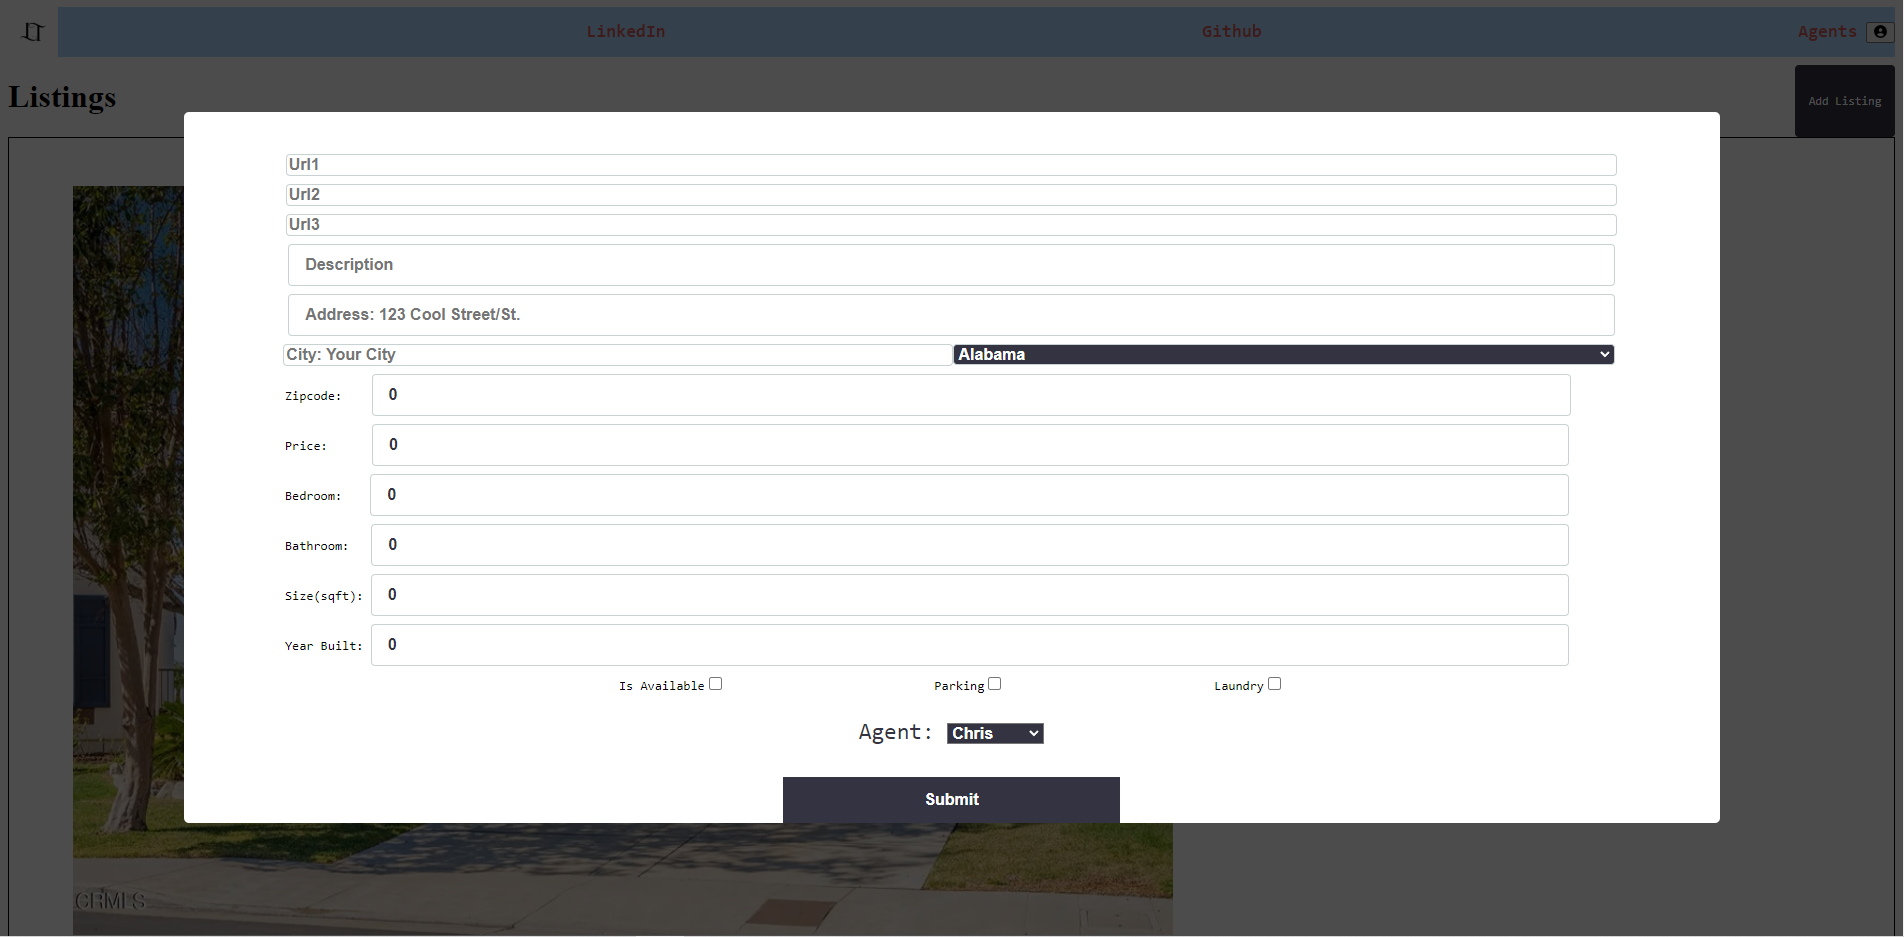 LinkedIn Github Agents
Listings
Add Listing
Url1
Url2
Url3
Description
Address: 123 Cool Street/St.
City: Your City Alabama
Zipcode: 0
Price: 0
Bedroom: 0
Bathroom: 0
Size(sqft): 0
Year Built: 0
Is Available Parking Laundry
Agent: Chris
Submit
CRMLS